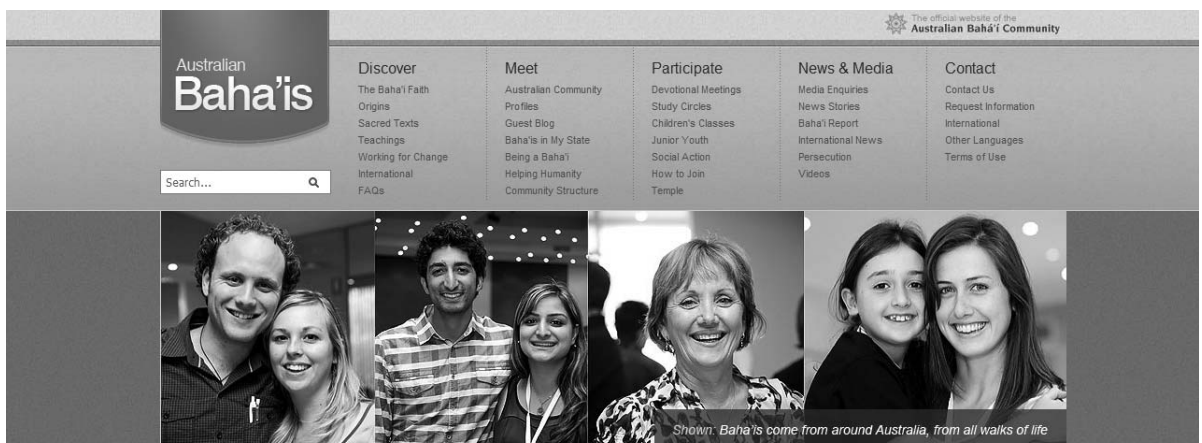 The official website of the
Australian Bahá'í Community
Australian
Baha'is
Search...
Discover
The Baha'i Faith
Origins
Sacred Texts
Teachings
Working for Change
International
FAQs
Meet
Australian Community
Profiles
Guest Blog
Baha'is in My State
Being a Baha'i
Helping Humanity
Community Structure
Participate
Devotional Meetings
Study Circles
Children's Classes
Junior Youth
Social Action
How to Join
Temple
News & Media
Media Enquiries
News Stories
Baha'i Report
International News
Persecution
Videos
Contact
Contact Us
Request Information
International
Other Languages
Terms of Use
Shown: Baha'is come from around Australia, from all walks of life